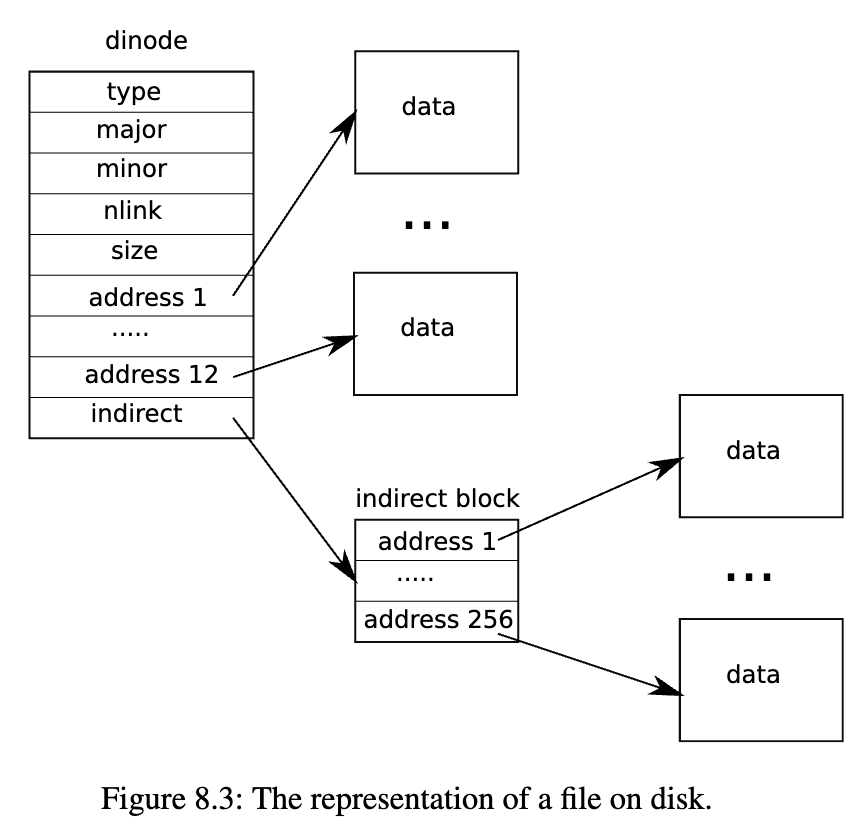 dinode
type
major
minor
nlink
size
address 1
.....
address 12
indirect
data
...
data
indirect block
address 1
.....
address 256
data
...
data
Figure 8.3: The representation of a file on disk.